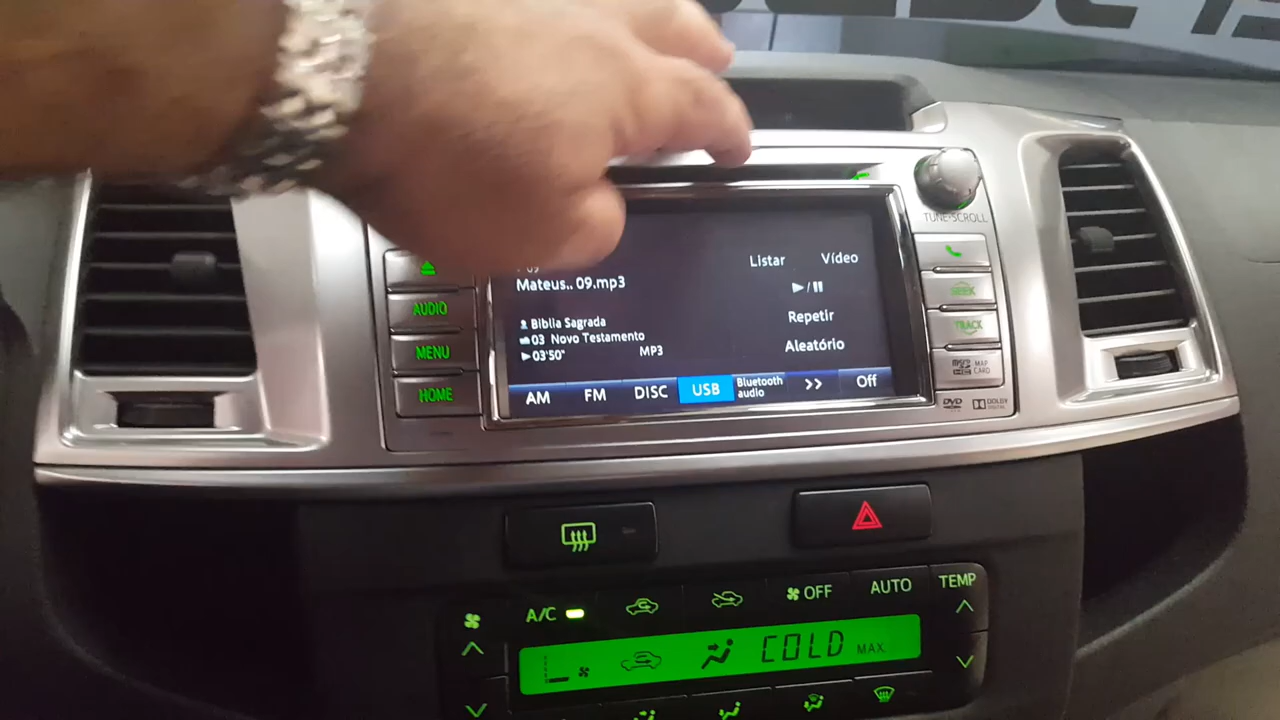 TUNE·SCROLL
AUDIO
MENU
HOME
09
Mateus.. 09.mp3
Bíblia Sagrada
03 Novo Testamento
03'50" MP3
Listar Vídeo
▶/❚❚
Repetir
Aleatório
AM FM DISC USB Bluetooth audio >> Off
SEEK
TRACK
MAP CARD
DVD
DOLBY
DIGITAL
A/C OFF AUTO TEMP
COLD MAX